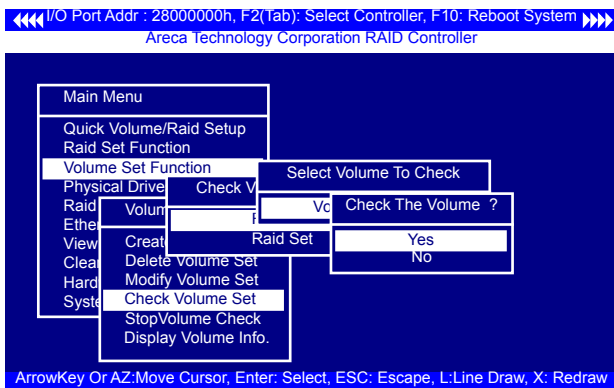 I/O Port Addr : 28000000h, F2(Tab): Select Controller, F10: Reboot System
Areca Technology Corporation RAID Controller
Main Menu
Quick Volume/Raid Setup
Raid Set Function
Volume Set Function
Physical Drive
Raid
Ether
View
Clear
Hard
Syste
Volum
Creat
Delete Volume Set
Modify Volume Set
Check Volume Set
StopVolume Check
Display Volume Info.
Check V
Raid Set
Select Volume To Check
Vo
Check The Volume ?
Yes
No
ArrowKey Or AZ:Move Cursor, Enter: Select, ESC: Escape, L:Line Draw, X: Redraw